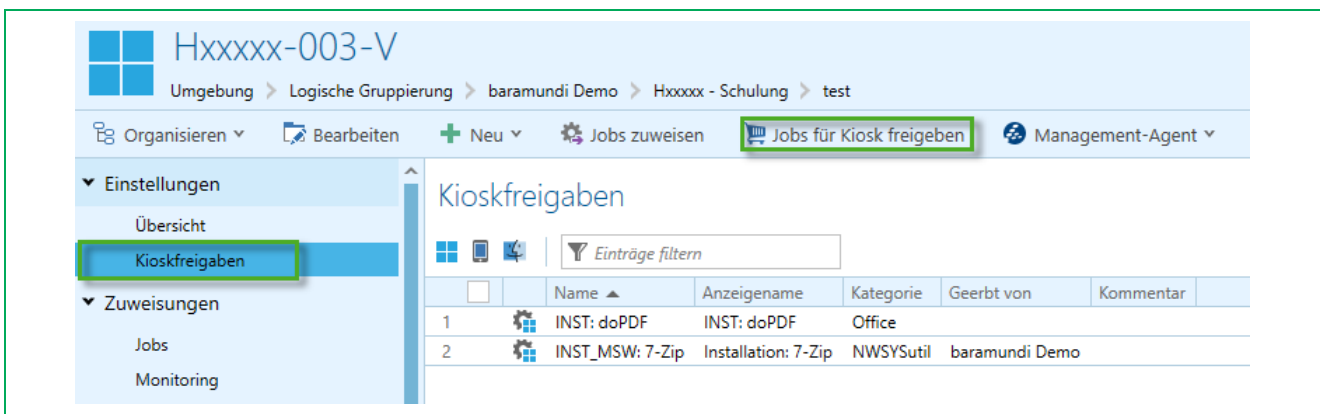 Hxxxxx-003-V
Umgebung > Logische Gruppierung > baramundi Demo > Hxxxxx - Schulung > test
Organisieren Bearbeiten Neu Jobs zuweisen Jobs für Kiosk freigeben Management-Agent
Einstellungen
Übersicht
Kioskfreigaben
Zuweisungen
Jobs
Monitoring
Kioskfreigaben
Einträge filtern
Name Anzeigename Kategorie Geerbt von Kommentar
1 INST: doPDF INST: doPDF Office
2 INST_MSW: 7-Zip Installation: 7-Zip NWSYSutil baramundi Demo